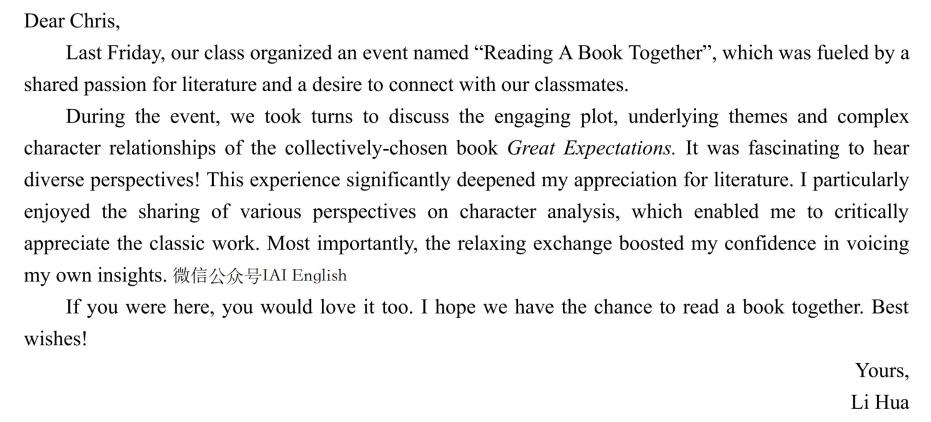 Dear Chris,
Last Friday, our class organized an event named “Reading A Book Together”, which was fueled by a
shared passion for literature and a desire to connect with our classmates.
During the event, we took turns to discuss the engaging plot, underlying themes and complex
character relationships of the collectively-chosen book Great Expectations. It was fascinating to hear
diverse perspectives! This experience significantly deepened my appreciation for literature. I particularly
enjoyed the sharing of various perspectives on character analysis, which enabled me to critically
appreciate the classic work. Most importantly, the relaxing exchange boosted my confidence in voicing
my own insights. 微信公众号IAI English
If you were here, you would love it too. I hope we have the chance to read a book together. Best
wishes!
Yours,
Li Hua